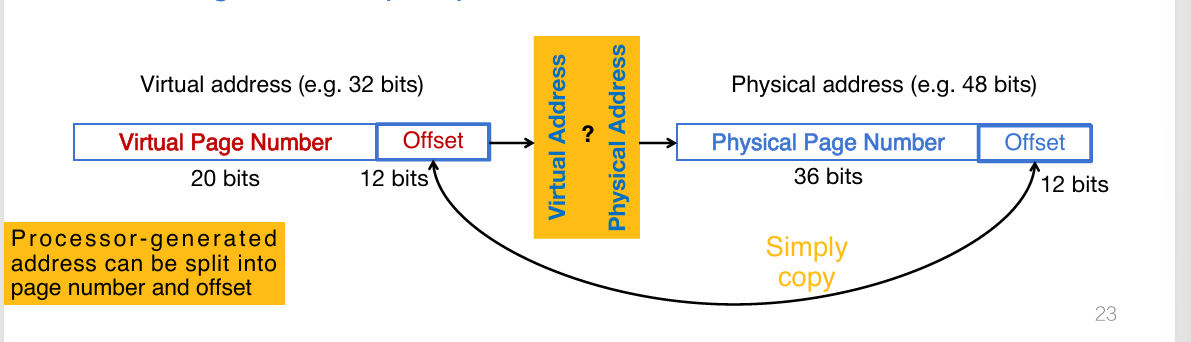 Virtual address (e.g. 32 bits)
Physical address (e.g. 48 bits)
Virtual Page Number
Offset
Virtual Address
?
Physical Address
Physical Page Number
Offset
20 bits
12 bits
36 bits
12 bits
Processor-generated
address can be split into
page number and offset
Simply
copy
23